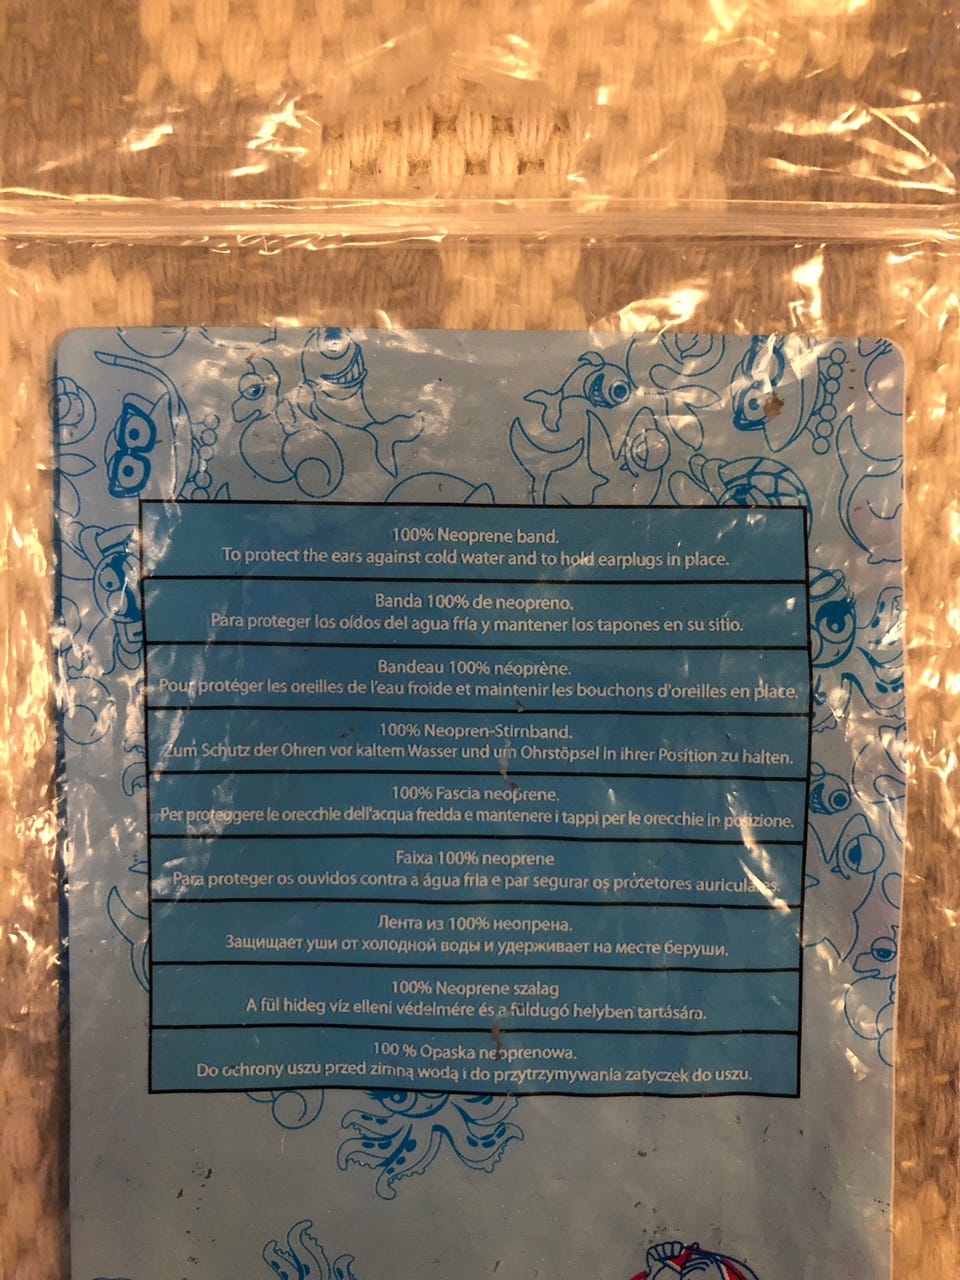 100% Neoprene band.
To protect the ears against cold water and to hold earplugs in place.
Banda 100% de neopreno.
Para proteger los oídos del agua fría y mantener los tapones en su sitio.
Bandeau 100% néoprène.
Pour protéger les oreilles de l'eau froide et maintenir les bouchons d'oreilles en place.
100% Neopren-Stirnband.
Zum Schutz der Ohren vor kaltem Wasser und um Ohrstöpsel in ihrer Position zu halten.
100% Fascia neoprene.
Per proteggere le orecchie dell'acqua fredda e mantenere i tappi per le orecchie in posizione.
Faixa 100% neoprene
Para proteger os ouvidos contra a água fria e par segurar os protetores auriculares.
Лента из 100% неопрена.
Защищает уши от холодной воды и удерживает на месте беруши.
100% Neoprene szalag
A fül hideg víz elleni védelmére és a füldugó helyben tartására.
100 % Opaska neoprenowa.
Do ochrony uszu przed zimną wodą i do przytrzymywania zatyczek do uszu.